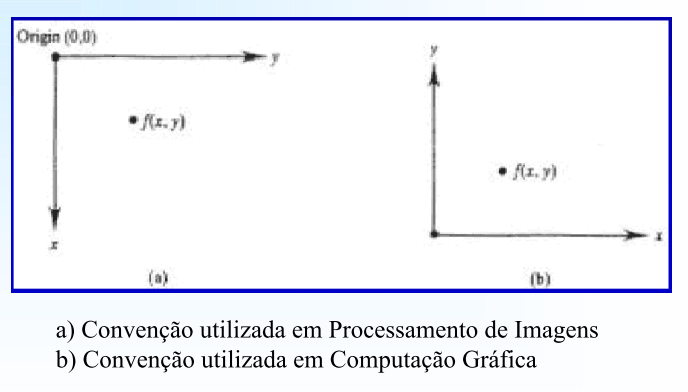 Origin (0,0)
y
f(x, y)
x
(a)
y
f(x, y)
x
(b)
a) Convenção utilizada em Processamento de Imagens
b) Convenção utilizada em Computação Gráfica